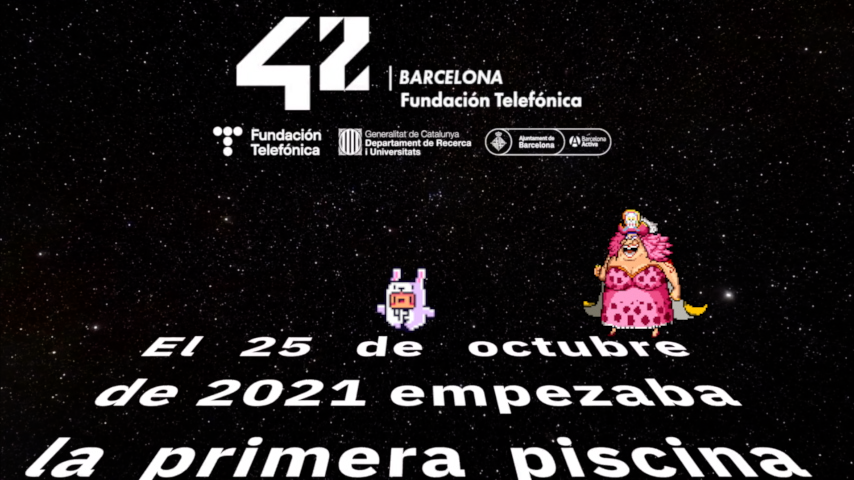 42
BARCELONA
Fundación Telefónica
Fundación
Telefónica
Generalitat de Catalunya
Departament de Recerca
i Universitats
Ajuntament de
Barcelona
Barcelona
Activa
El 25 de octubre
de 2021 empezaba
la primera piscina